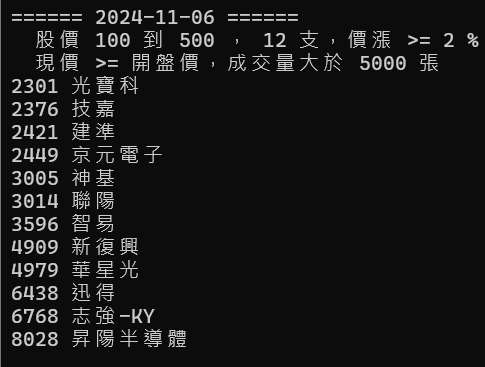 ====== 2024-11-06 ======
股價 100 到 500 , 12 支,價漲 >= 2 %
現價 >= 開盤價,成交量大於 5000 張
2301 光寶科
2376 技嘉
2421 建準
2449 京元電子
3005 神基
3014 聯陽
3596 智易
4909 新復興
4979 華星光
6438 迅得
6768 志強-KY
8028 昇陽半導體